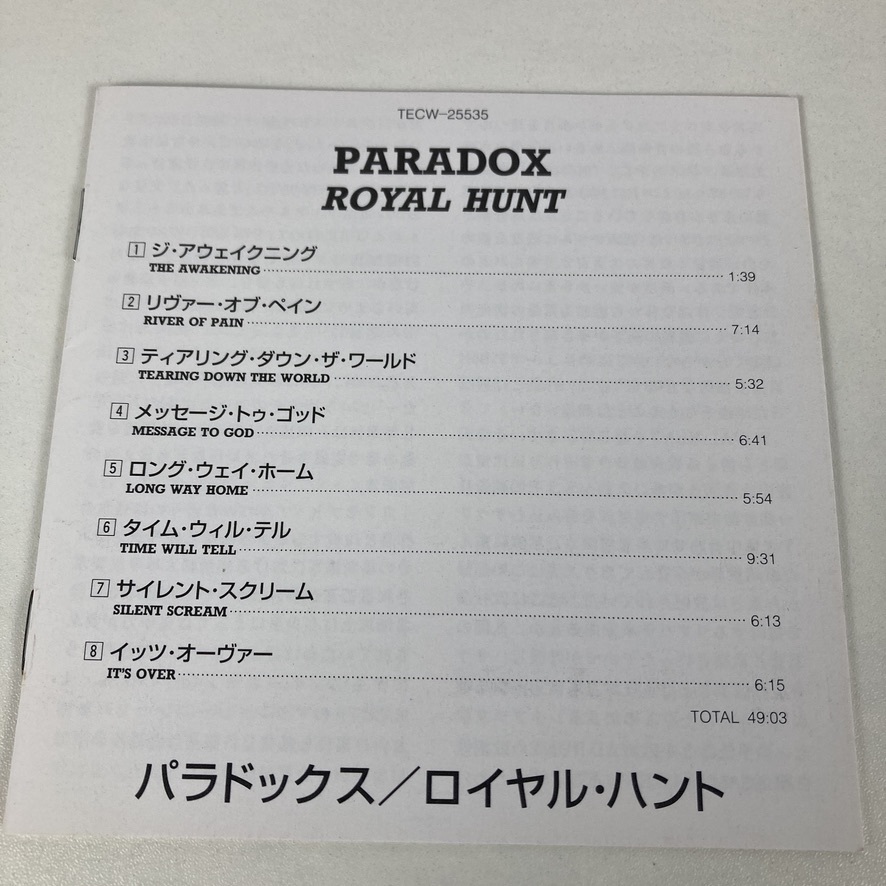 TECW-25535
PARADOX
ROYAL HUNT
1 ジ・アウェイクニング
THE AWAKENING 1:39
2 リヴァー・オブ・ペイン
RIVER OF PAIN 7:14
3 ティアリング・ダウン・ザ・ワールド
TEARING DOWN THE WORLD 5:32
4 メッセージ・トゥ・ゴッド
MESSAGE TO GOD 6:41
5 ロング・ウェイ・ホーム
LONG WAY HOME 5:54
6 タイム・ウィル・テル
TIME WILL TELL 9:31
7 サイレント・スクリーム
SILENT SCREAM 6:13
8 イッツ・オーヴァー
IT'S OVER 6:15
TOTAL 49:03
パラドックス／ロイヤル・ハント